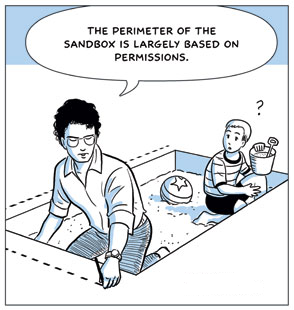 THE PERIMETER OF THE
SANDBOX IS LARGELY BASED ON
PERMISSIONS.
?